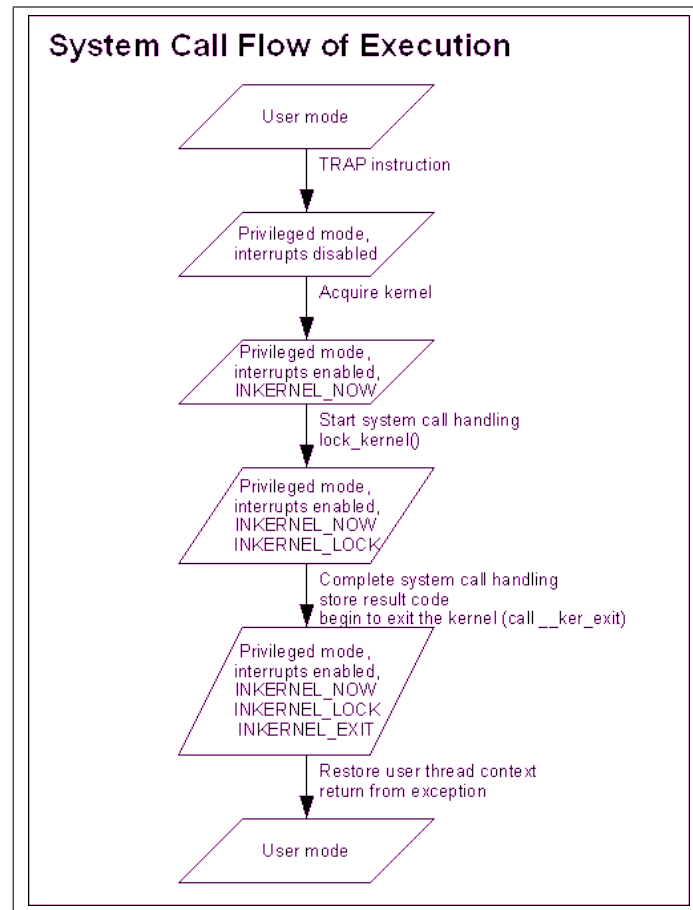 System Call Flow of Execution
User mode
TRAP instruction
Privileged mode,
interrupts disabled
Acquire kernel
Privileged mode,
interrupts enabled,
INKERNEL_NOW
Start system call handling
lock_kernel()
Privileged mode,
interrupts enabled,
INKERNEL_NOW
INKERNEL_LOCK
Complete system call handling
store result code
begin to exit the kernel (call __ker_exit)
Privileged mode,
interrupts enabled,
INKERNEL_NOW
INKERNEL_LOCK
INKERNEL_EXIT
Restore user thread context
return from exception
User mode